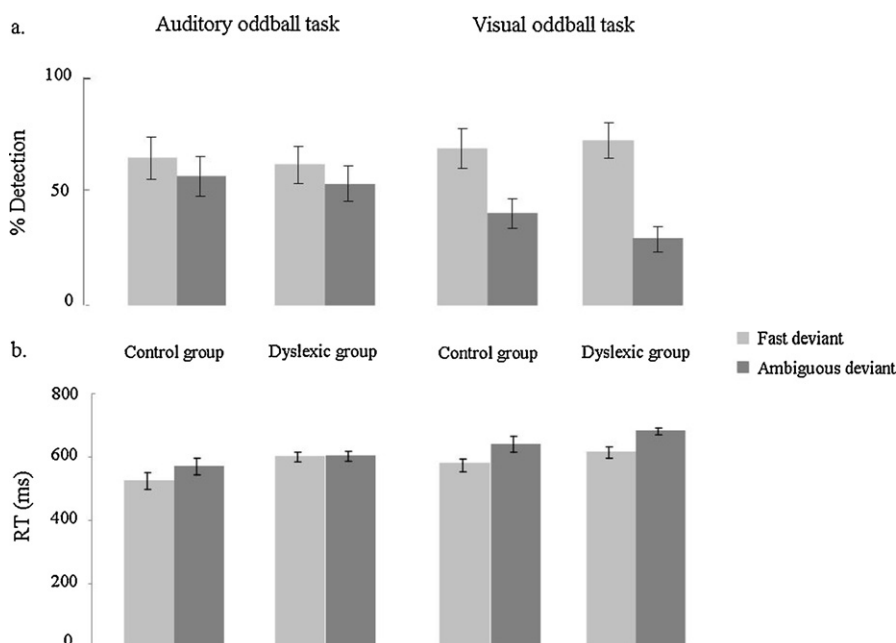 a.
Auditory oddball task Visual oddball task
100
50
0
% Detection
Control group Dyslexic group Control group Dyslexic group
Fast deviant
Ambiguous deviant
b.
800
600
400
200
0
RT (ms)